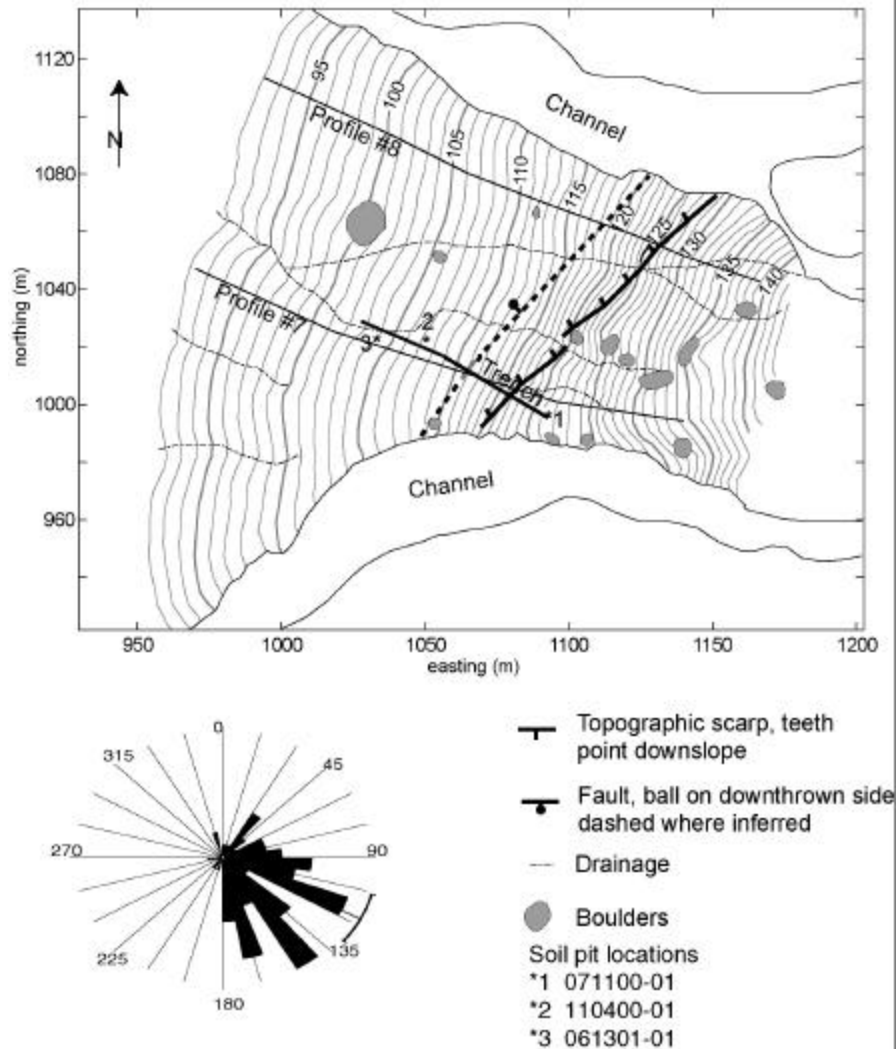 1120
1080
1040
1000
960
northing (m)
N
95
100
105
110
115
20
125
130
135
140
Channel
Profile #8
Profile #7
3*
2
Trench
1
Channel
950
1000
1050
1100
1150
1200
easting (m)
0
45
90
135
180
225
270
315
Topographic scarp, teeth
point downslope
Fault, ball on downthrown side
dashed where inferred
Drainage
Boulders
Soil pit locations
*1 071100-01
*2 110400-01
*3 061301-01